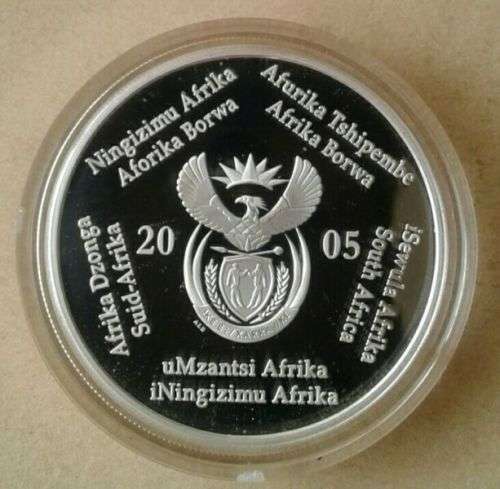 Ningizimu Afrika
Aforika Borwa
Afurika Tshipembe
Afrika Borwa
iSewula Afrika
South Africa
uMzantsi Afrika
iNingizimu Afrika
Afrika Dzonga
Suid-Afrika
20 05